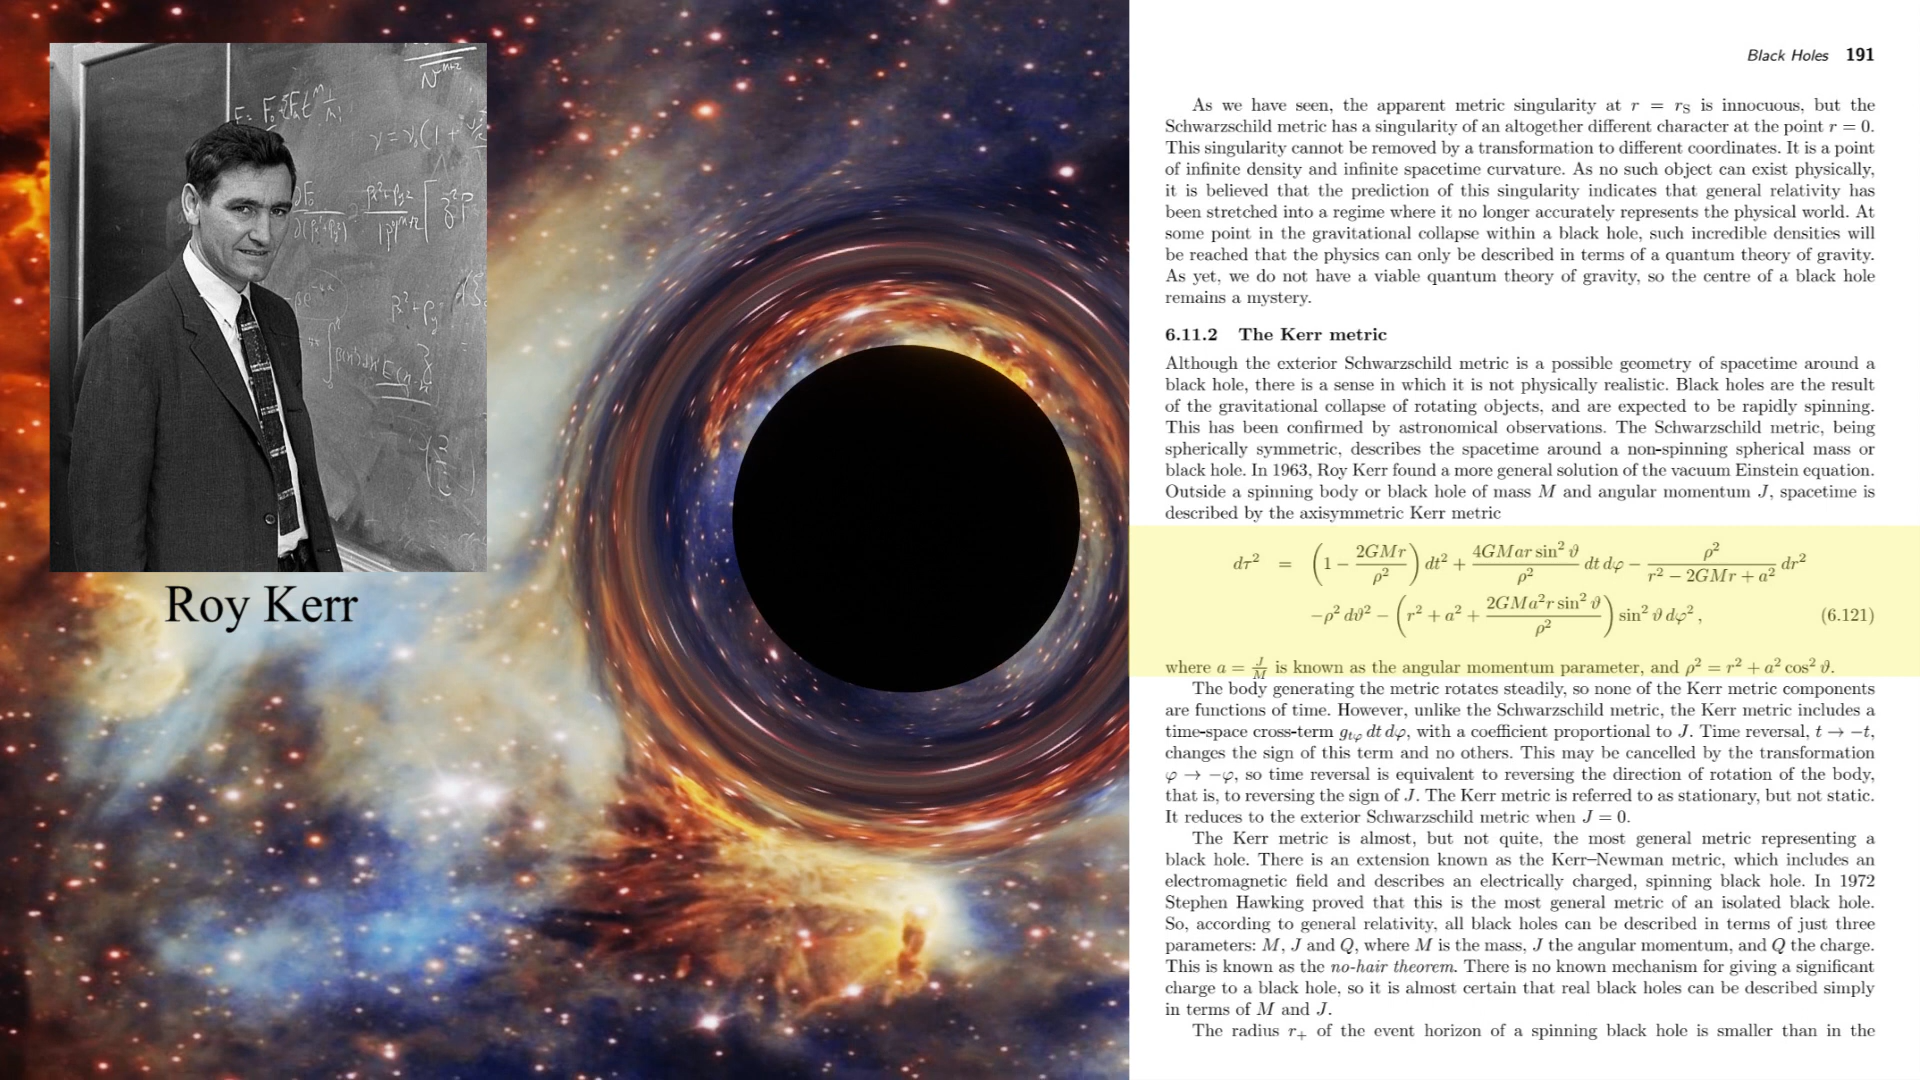 Roy Kerr
Black Holes 191
As we have seen, the apparent metric singularity at r = r_S is innocuous, but the
Schwarzschild metric has a singularity of an altogether different character at the point r = 0.
This singularity cannot be removed by a transformation to different coordinates. It is a point
of infinite density and infinite spacetime curvature. As no such object can exist physically,
it is believed that the prediction of this singularity indicates that general relativity has
been stretched into a regime where it no longer accurately represents the physical world. At
some point in the gravitational collapse within a black hole, such incredible densities will
be reached that the physics can only be described in terms of a quantum theory of gravity.
As yet, we do not have a viable quantum theory of gravity, so the centre of a black hole
remains a mystery.
6.11.2 The Kerr metric
Although the exterior Schwarzschild metric is a possible geometry of spacetime around a
black hole, there is a sense in which it is not physically realistic. Black holes are the result
of the gravitational collapse of rotating objects, and are expected to be rapidly spinning.
This has been confirmed by astronomical observations. The Schwarzschild metric, being
spherically symmetric, describes the spacetime around a non-spinning spherical mass or
black hole. In 1963, Roy Kerr found a more general solution of the vacuum Einstein equation.
Outside a spinning body or black hole of mass M and angular momentum J, spacetime is
described by the axisymmetric Kerr metric
dτ² = (1 − 2GMr/ρ²) dt² + 4GMar sin² ϑ/ρ² dt dφ − ρ²/(r² − 2GMr + a²) dr²
−ρ² dϑ² − (r² + a² + 2GMa²r sin² ϑ/ρ²) sin² ϑ dφ² , (6.121)
where a = J/M is known as the angular momentum parameter, and ρ² = r² + a² cos² ϑ.
The body generating the metric rotates steadily, so none of the Kerr metric components
are functions of time. However, unlike the Schwarzschild metric, the Kerr metric includes a
time-space cross-term g_tφ dt dφ, with a coefficient proportional to J. Time reversal, t → −t,
changes the sign of this term and no others. This may be cancelled by the transformation
φ → −φ, so time reversal is equivalent to reversing the direction of rotation of the body,
that is, to reversing the sign of J. The Kerr metric is referred to as stationary, but not static.
It reduces to the exterior Schwarzschild metric when J = 0.
The Kerr metric is almost, but not quite, the most general metric representing a
black hole. There is an extension known as the Kerr–Newman metric, which includes an
electromagnetic field and describes an electrically charged, spinning black hole. In 1972
Stephen Hawking proved that this is the most general metric of an isolated black hole.
So, according to general relativity, all black holes can be described in terms of just three
parameters: M, J and Q, where M is the mass, J the angular momentum, and Q the charge.
This is known as the no-hair theorem. There is no known mechanism for giving a significant
charge to a black hole, so it is almost certain that real black holes can be described simply
in terms of M and J.
The radius r₊ of the event horizon of a spinning black hole is smaller than in the